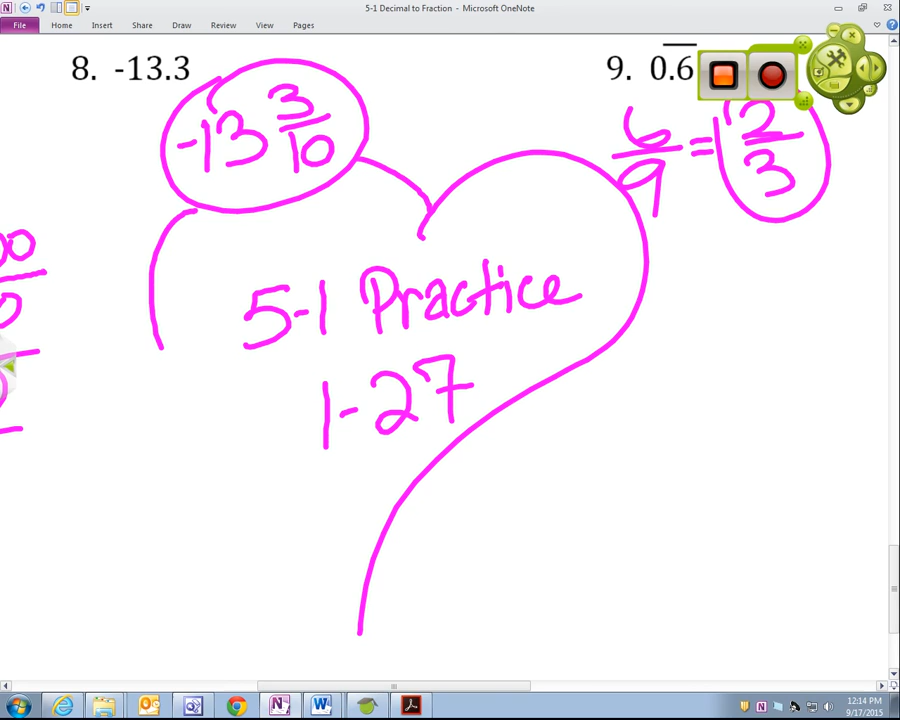 5-1 Decimal to Fraction - Microsoft OneNote
File Home Insert Share Draw Review View Pages
8. -13.3
9. 0.6̅
-13 3/10
6/9 = 2/3
5-1 Practice
1-27
12:14 PM
9/17/2015